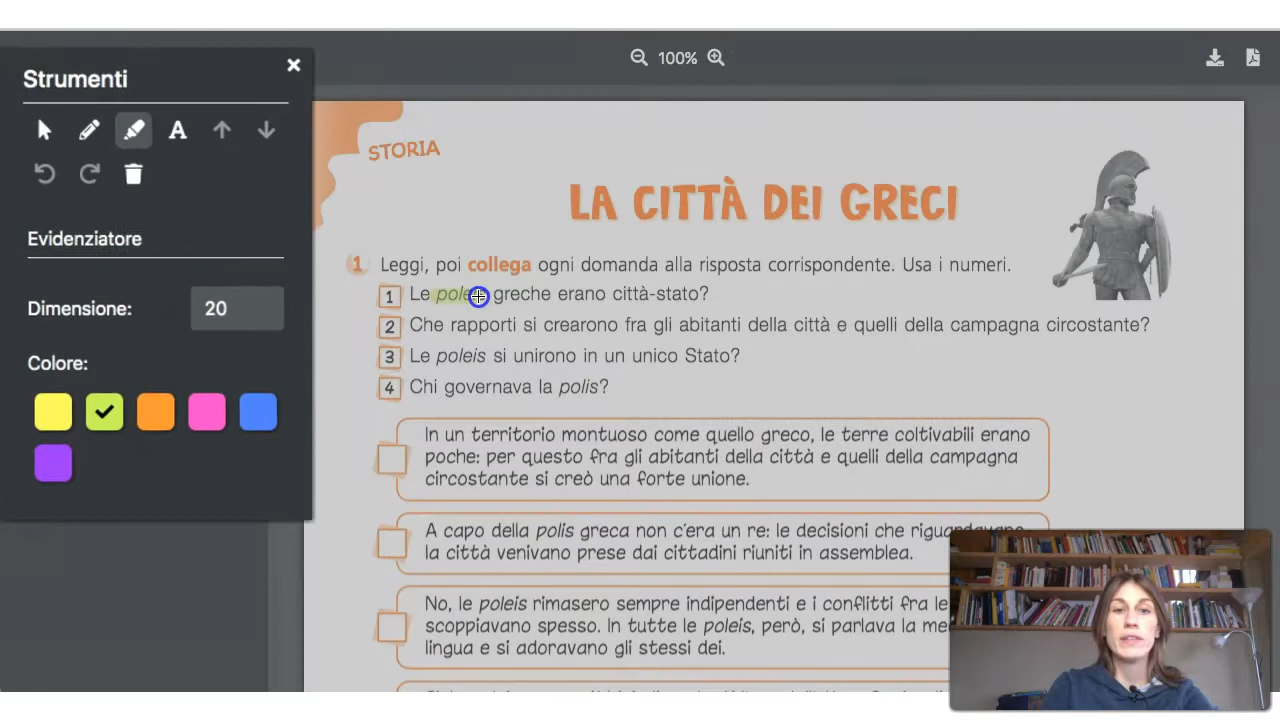 Strumenti
100%
A
Evidenziatore
Dimensione: 20
Colore:
STORIA
LA CITTÀ DEI GRECI
1 Leggi, poi collega ogni domanda alla risposta corrispondente. Usa i numeri.
1 Le poleis greche erano città-stato?
2 Che rapporti si crearono fra gli abitanti della città e quelli della campagna circostante?
3 Le poleis si unirono in un unico Stato?
4 Chi governava la polis?
In un territorio montuoso come quello greco, le terre coltivabili erano
poche: per questo fra gli abitanti della città e quelli della campagna
circostante si creò una forte unione.
A capo della polis greca non c'era un re: le decisioni che riguardavano
la città venivano prese dai cittadini riuniti in assemblea.
No, le poleis rimasero sempre indipendenti e i conflitti fra le
scoppiavano spesso. In tutte le poleis, però, si parlava la
lingua e si adoravano gli stessi dei.